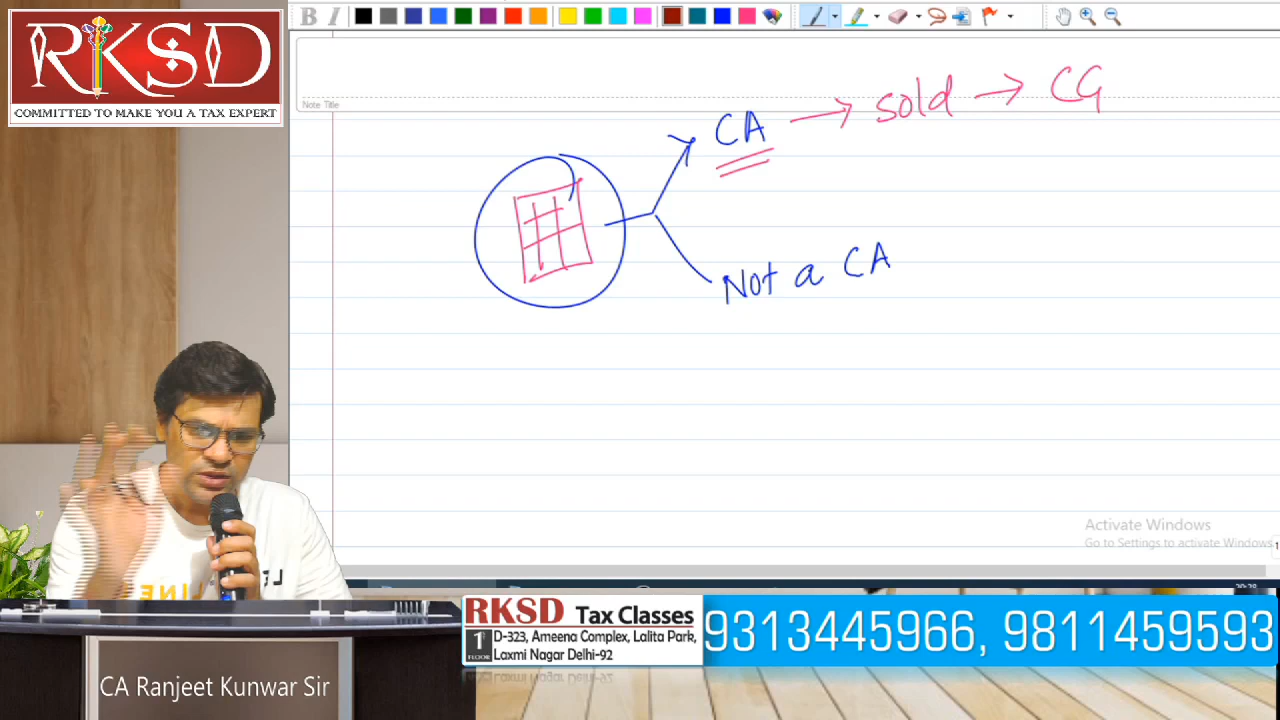 RKSD
COMMITTED TO MAKE YOU A TAX EXPERT
B I
Note Title
CA → sold → CG
Not a CA
Activate Windows
Go to Settings to activate Windows
RKSD Tax Classes
1st FLOOR
D-323, Ameena Complex, Lalita Park,
Laxmi Nagar Delhi-92
9313445966, 9811459593
CA Ranjeet Kunwar Sir